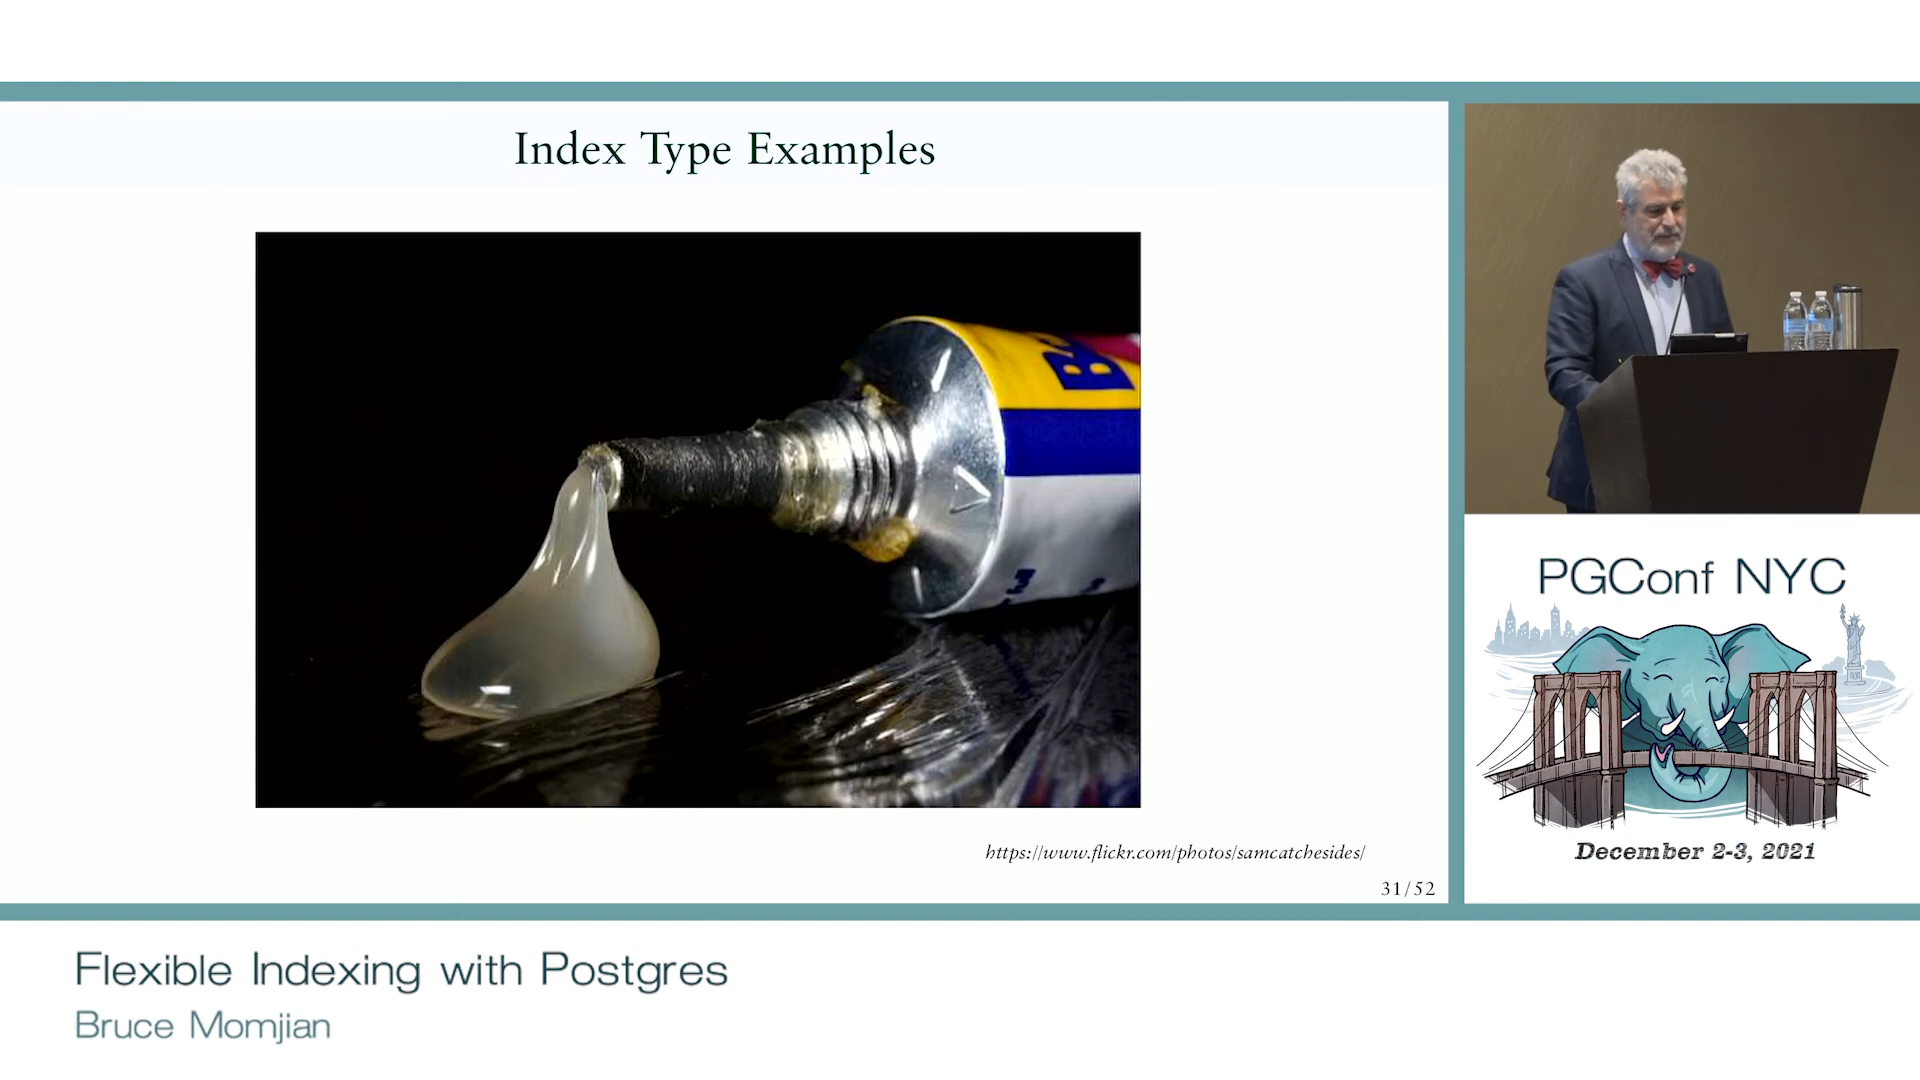 Index Type Examples
https://www.flickr.com/photos/samcatchesides/
31/52
PGConf NYC
December 2-3, 2021
Flexible Indexing with Postgres
Bruce Momjian